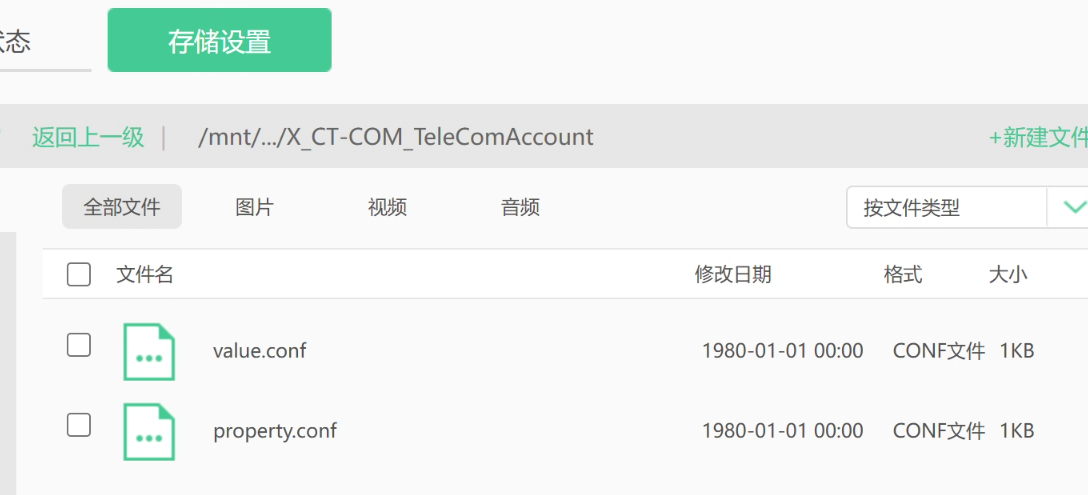 状态 存储设置
返回上一级 | /mnt/.../X_CT-COM_TeleComAccount +新建文件
全部文件 图片 视频 音频 按文件类型
文件名 修改日期 格式 大小
value.conf 1980-01-01 00:00 CONF文件 1KB
property.conf 1980-01-01 00:00 CONF文件 1KB